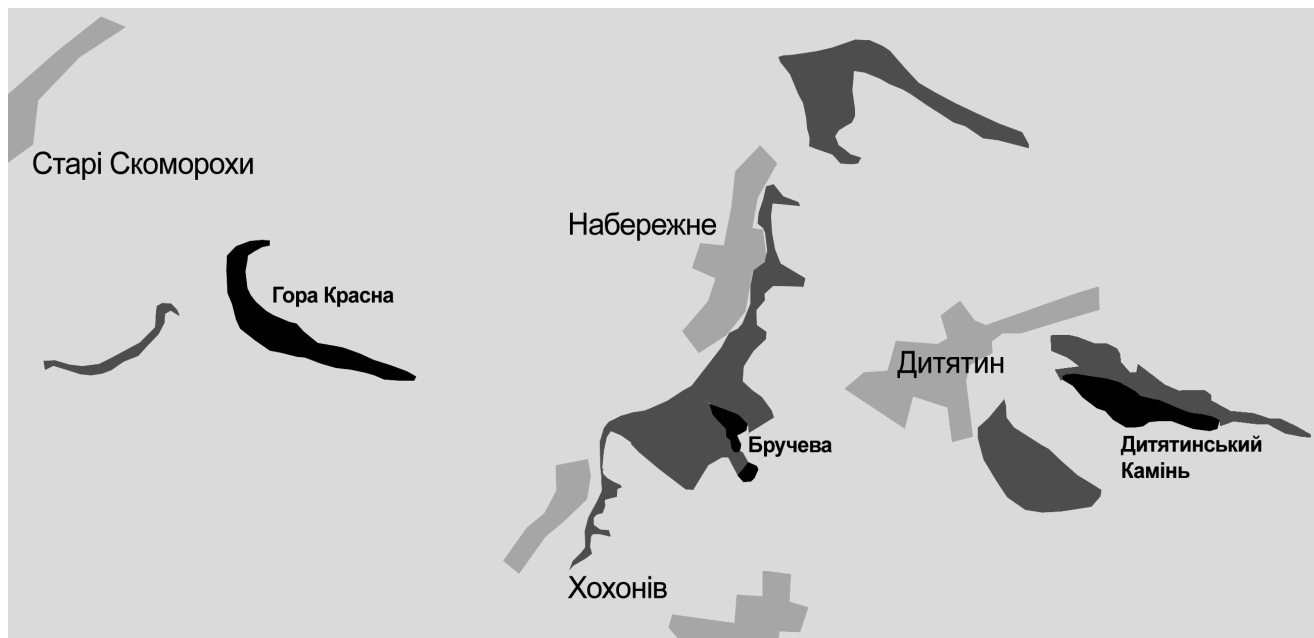 Старі Скоморохи
Набережне
Гора Красна
Дитятин
Бручева
Дитятинський
Камінь
Хохонів